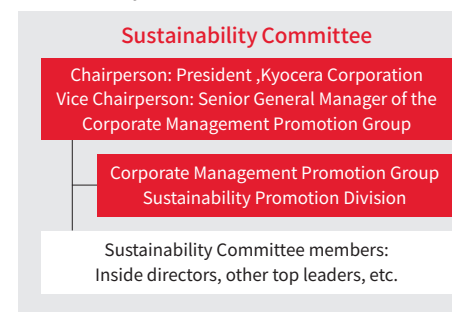 Sustainability Committee
Chairperson: President ,Kyocera Corporation
Vice Chairperson: Senior General Manager of the
Corporate Management Promotion Group
Corporate Management Promotion Group
Sustainability Promotion Division
Sustainability Committee members:
Inside directors, other top leaders, etc.